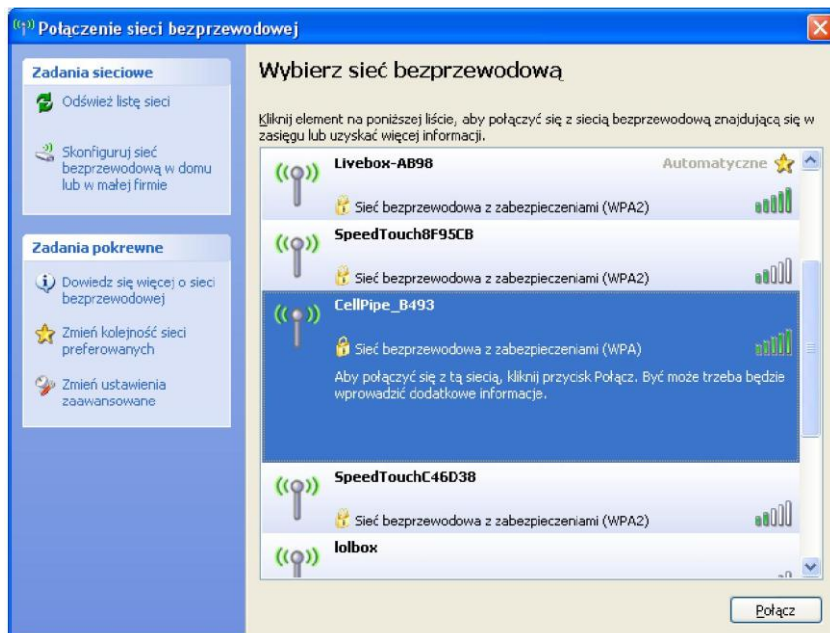 Połączenie sieci bezprzewodowej
Zadania sieciowe
Odśwież listę sieci
Skonfiguruj sieć
bezprzewodową w domu
lub w małej firmie
Zadania pokrewne
Dowiedz się więcej o sieci
bezprzewodowej
Zmień kolejność sieci
preferowanych
Zmień ustawienia
zaawansowane
Wybierz sieć bezprzewodową
Kliknij element na poniższej liście, aby połączyć się z siecią bezprzewodową znajdującą się w
zasięgu lub uzyskać więcej informacji.
Livebox-AB98 Automatyczne
Sieć bezprzewodowa z zabezpieczeniami (WPA2)
SpeedTouch8F95CB
Sieć bezprzewodowa z zabezpieczeniami (WPA2)
CellPipe_B493
Sieć bezprzewodowa z zabezpieczeniami (WPA)
Aby połączyć się z tą siecią, kliknij przycisk Połącz. Być może trzeba będzie
wprowadzić dodatkowe informacje.
SpeedTouchC46D38
Sieć bezprzewodowa z zabezpieczeniami (WPA2)
lolbox
Połącz